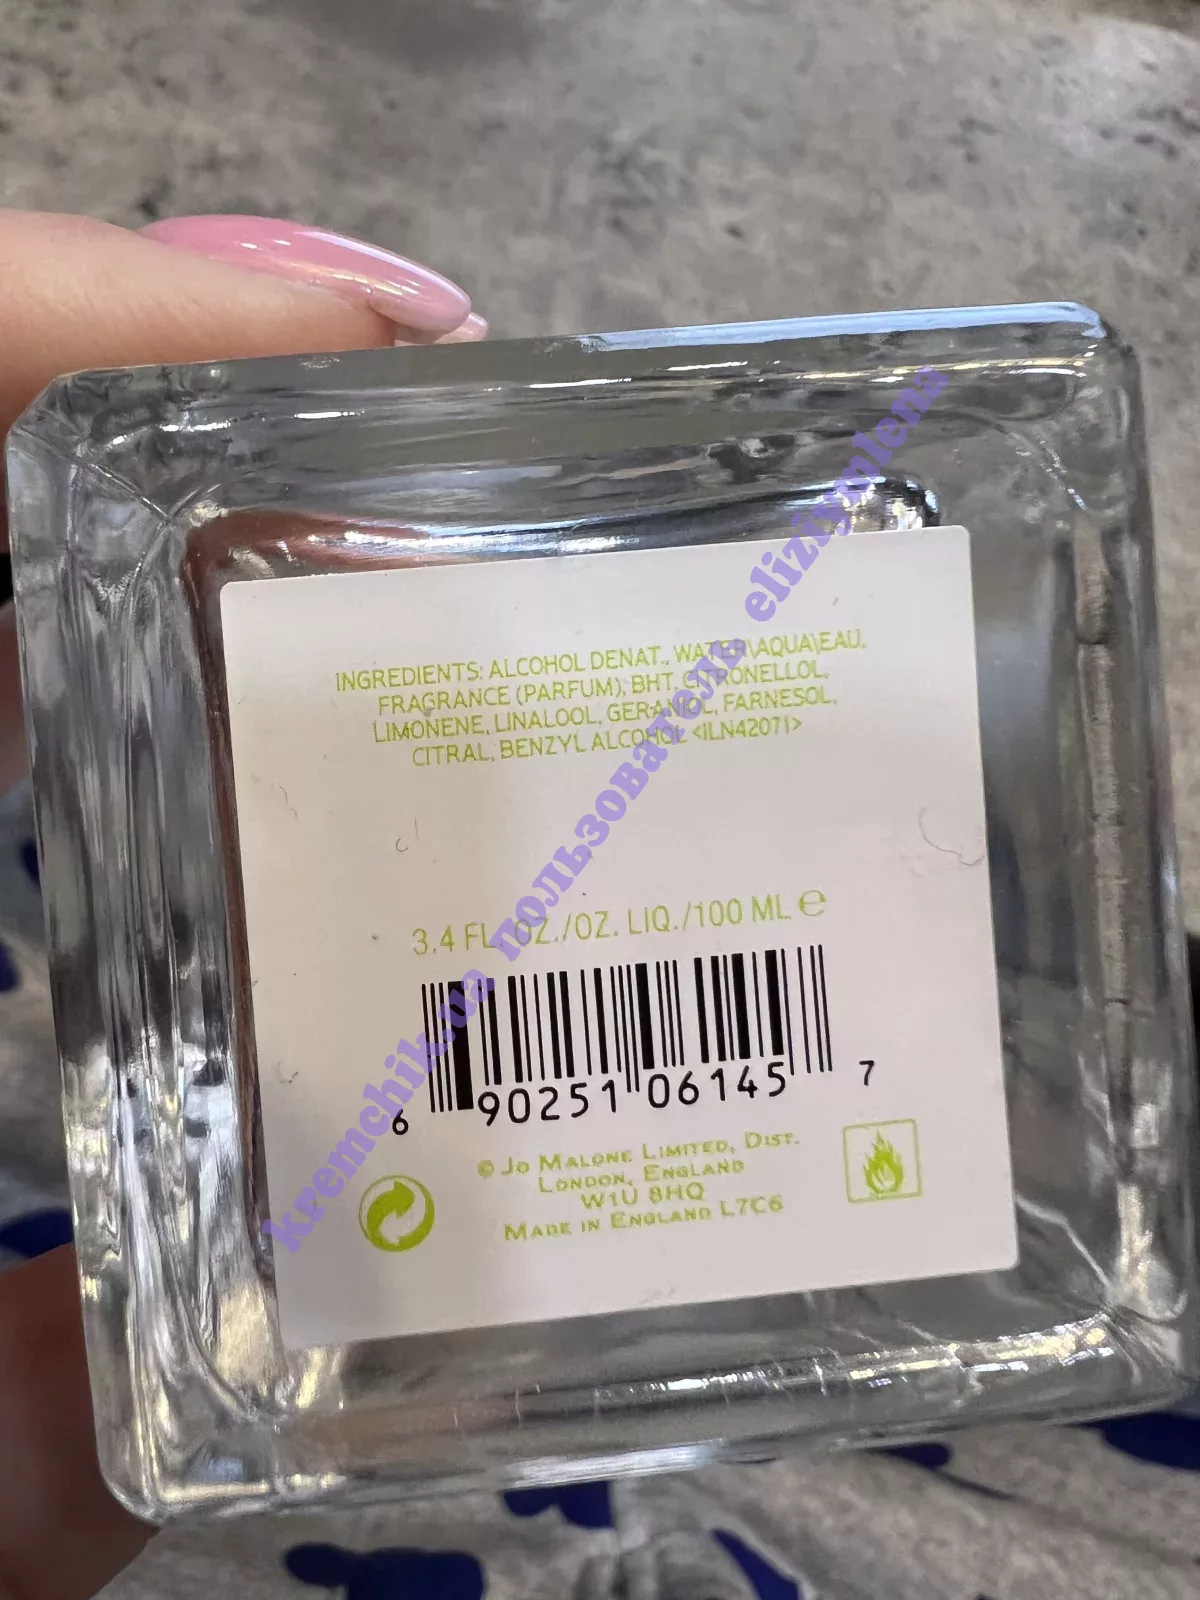 INGREDIENTS: ALCOHOL DENAT., WATER\AQUA\EAU,
FRAGRANCE (PARFUM), BHT, CITRONELLOL,
LIMONENE, LINALOOL, GERANIOL, FARNESOL,
CITRAL, BENZYL ALCOHOL <ILN42071>
3.4 FL. OZ./OZ. LIQ./100 ML ℮
6 90251 06145 7
© JO MALONE LIMITED, DIST.
LONDON, ENGLAND
W1U 8HQ
MADE IN ENGLAND L7C6
kremchik.ua пользователь eliziymlena